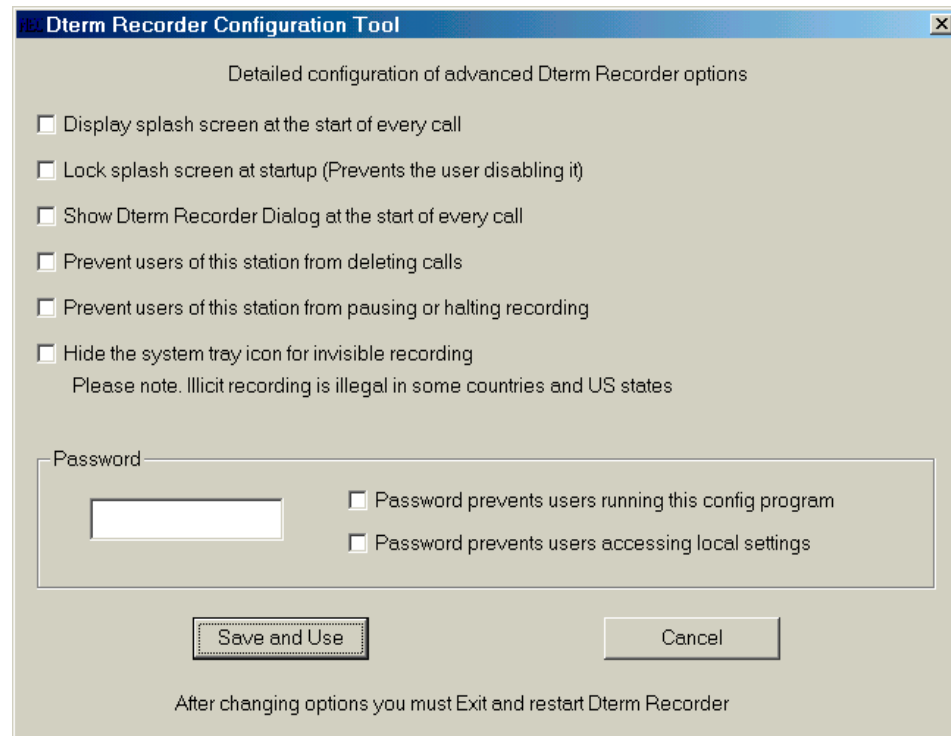 NEC Dterm Recorder Configuration Tool
Detailed configuration of advanced Dterm Recorder options
Display splash screen at the start of every call
Lock splash screen at startup (Prevents the user disabling it)
Show Dterm Recorder Dialog at the start of every call
Prevent users of this station from deleting calls
Prevent users of this station from pausing or halting recording
Hide the system tray icon for invisible recording
Please note. Illicit recording is illegal in some countries and US states
Password
Password prevents users running this config program
Password prevents users accessing local settings
Save and Use
Cancel
After changing options you must Exit and restart Dterm Recorder